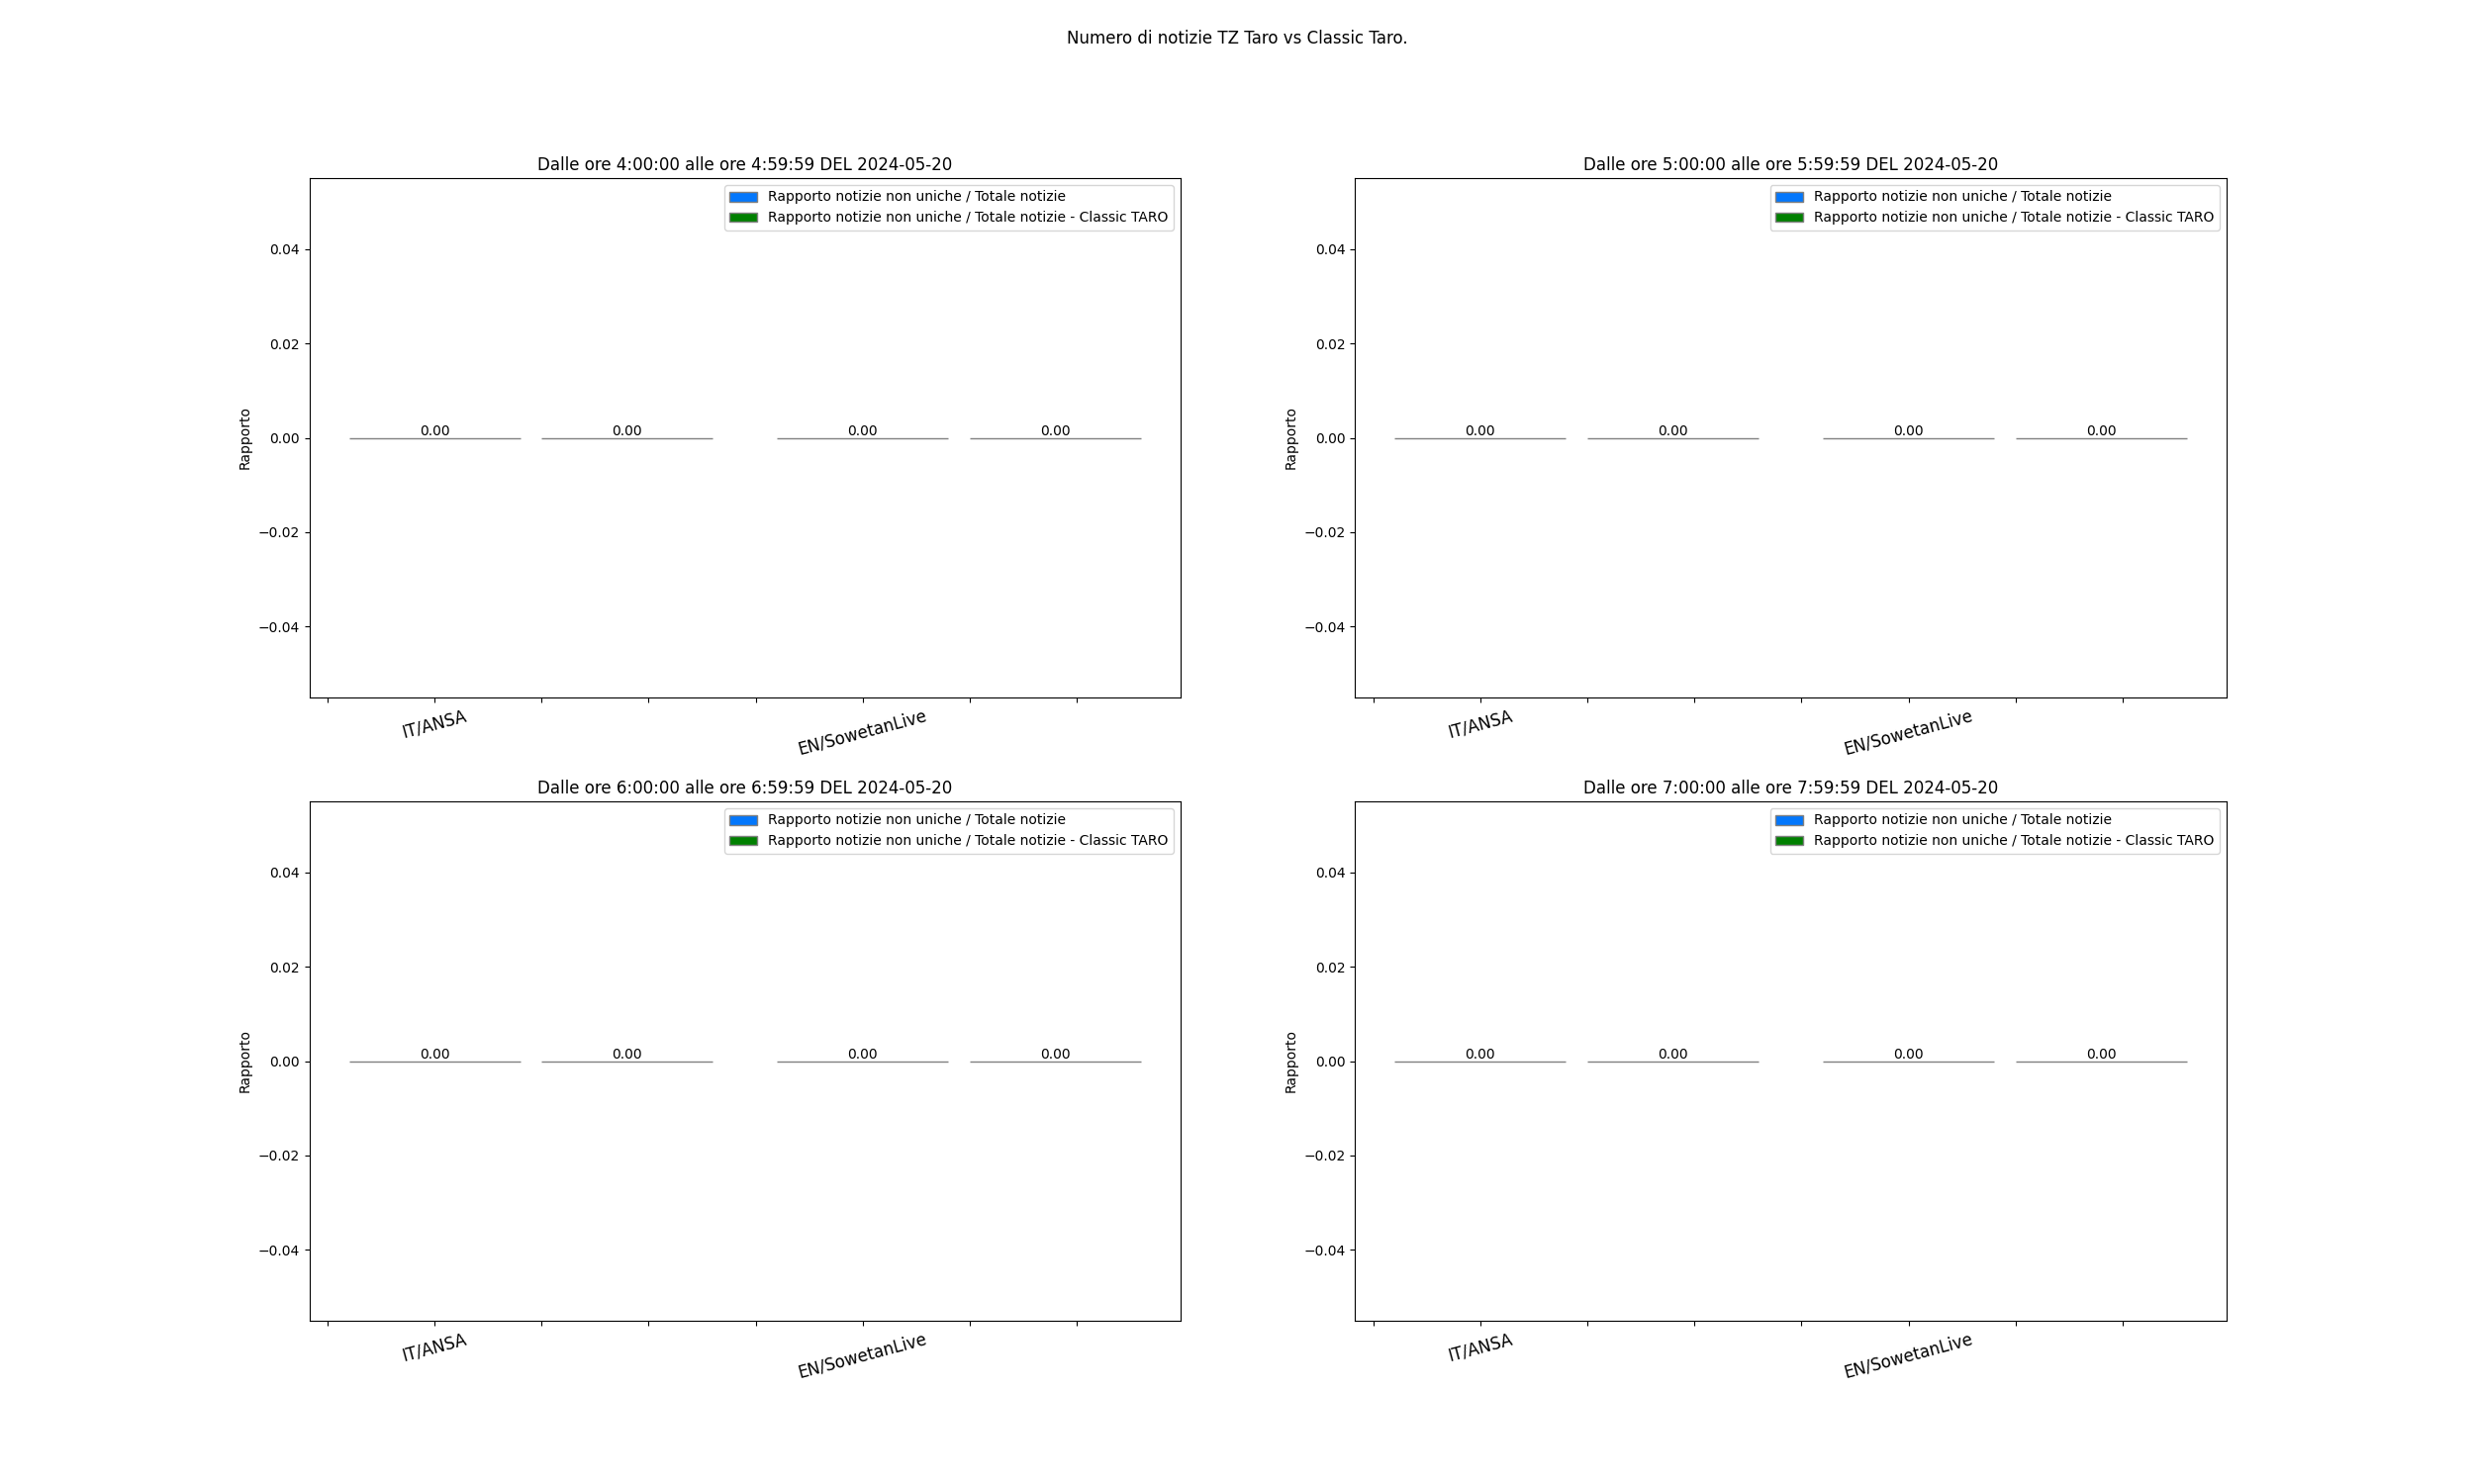 Numero di notizie TZ Taro vs Classic Taro.
Dalle ore 4:00:00 alle ore 4:59:59 DEL 2024-05-20
Rapporto notizie non uniche / Totale notizie
Rapporto notizie non uniche / Totale notizie - Classic TARO
0.04
0.02
0.00
−0.02
−0.04
Rapporto
0.00
0.00
0.00
0.00
IT/ANSA
EN/SowetanLive
Dalle ore 5:00:00 alle ore 5:59:59 DEL 2024-05-20
Rapporto notizie non uniche / Totale notizie
Rapporto notizie non uniche / Totale notizie - Classic TARO
0.04
0.02
0.00
−0.02
−0.04
Rapporto
0.00
0.00
0.00
0.00
IT/ANSA
EN/SowetanLive
Dalle ore 6:00:00 alle ore 6:59:59 DEL 2024-05-20
Rapporto notizie non uniche / Totale notizie
Rapporto notizie non uniche / Totale notizie - Classic TARO
0.04
0.02
0.00
−0.02
−0.04
Rapporto
0.00
0.00
0.00
0.00
IT/ANSA
EN/SowetanLive
Dalle ore 7:00:00 alle ore 7:59:59 DEL 2024-05-20
Rapporto notizie non uniche / Totale notizie
Rapporto notizie non uniche / Totale notizie - Classic TARO
0.04
0.02
0.00
−0.02
−0.04
Rapporto
0.00
0.00
0.00
0.00
IT/ANSA
EN/SowetanLive